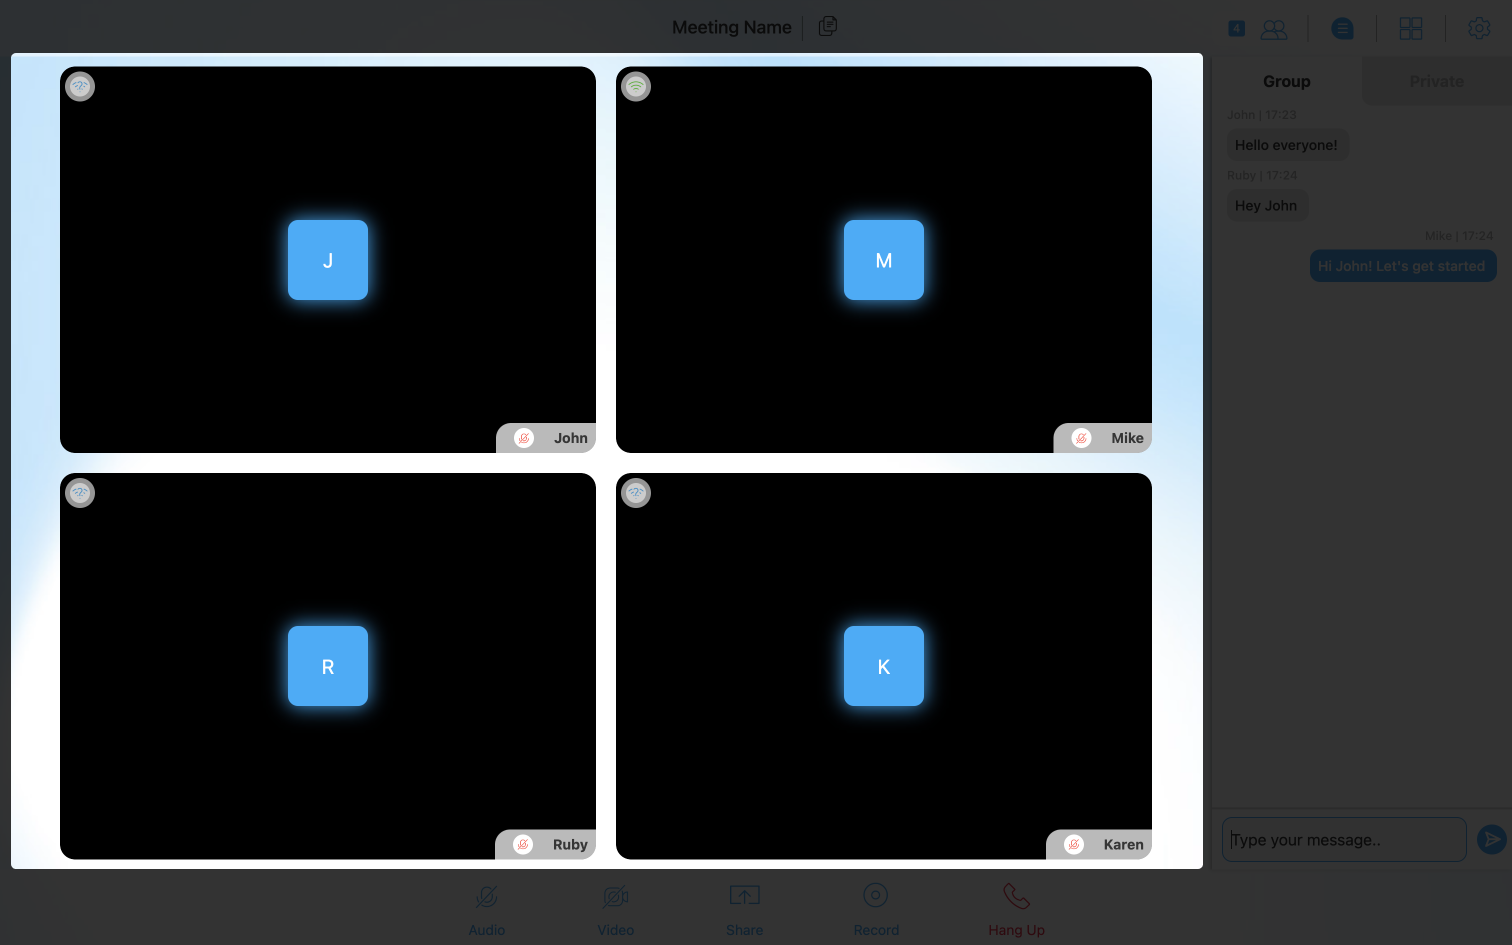 Meeting Name
4
Group
Private
John | 17:23
Hello everyone!
Ruby | 17:24
Hey John
Mike | 17:24
Hi John! Let's get started
?
J
M
John
Mike
?
?
R
K
Ruby
Karen
Type your message..
Audio
Video
Share
Record
Hang Up